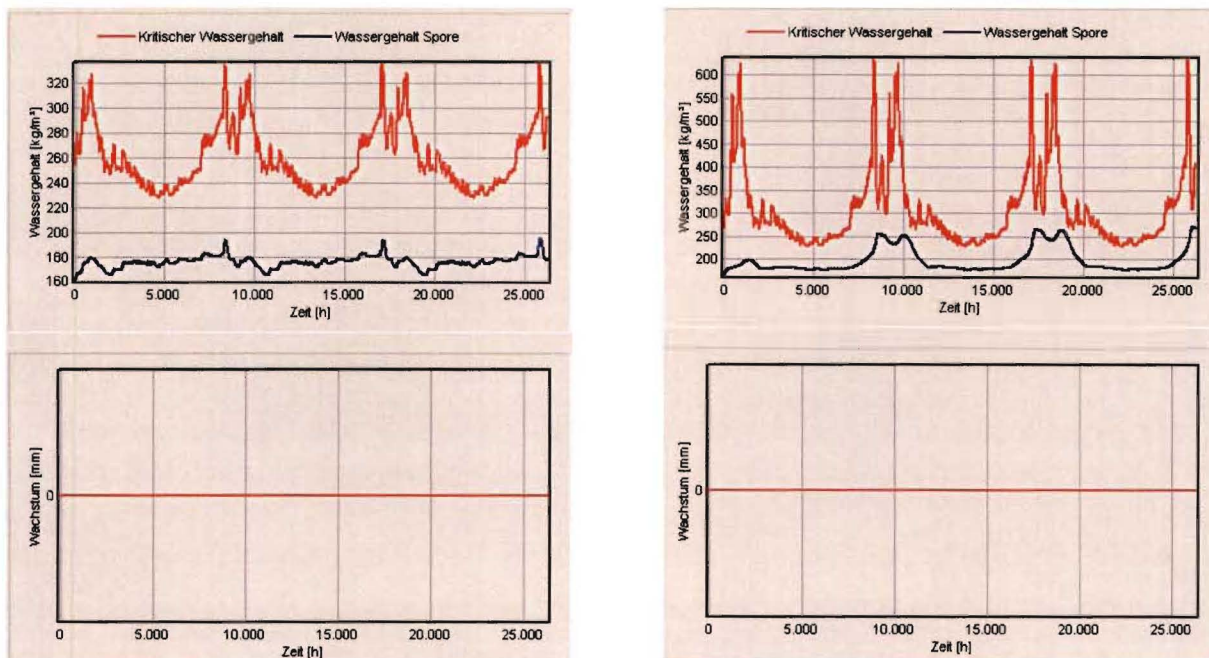 Kritischer Wassergehalt Wassergehalt Spore
Wassergehalt [kg/m³]
320
300
280
260
240
220
200
180
160
0 5.000 10.000 15.000 20.000 25.000
Zeit [h]
Kritischer Wassergehalt Wassergehalt Spore
Wassergehalt [kg/m³]
600
550
500
450
400
350
300
250
200
0 5.000 10.000 15.000 20.000 25.000
Zeit [h]
Wachstum [mm]
0
0 5.000 10.000 15.000 20.000 25.000
Zeit [h]
Wachstum [mm]
0
0 5.000 10.000 15.000 20.000 25.000
Zeit [h]